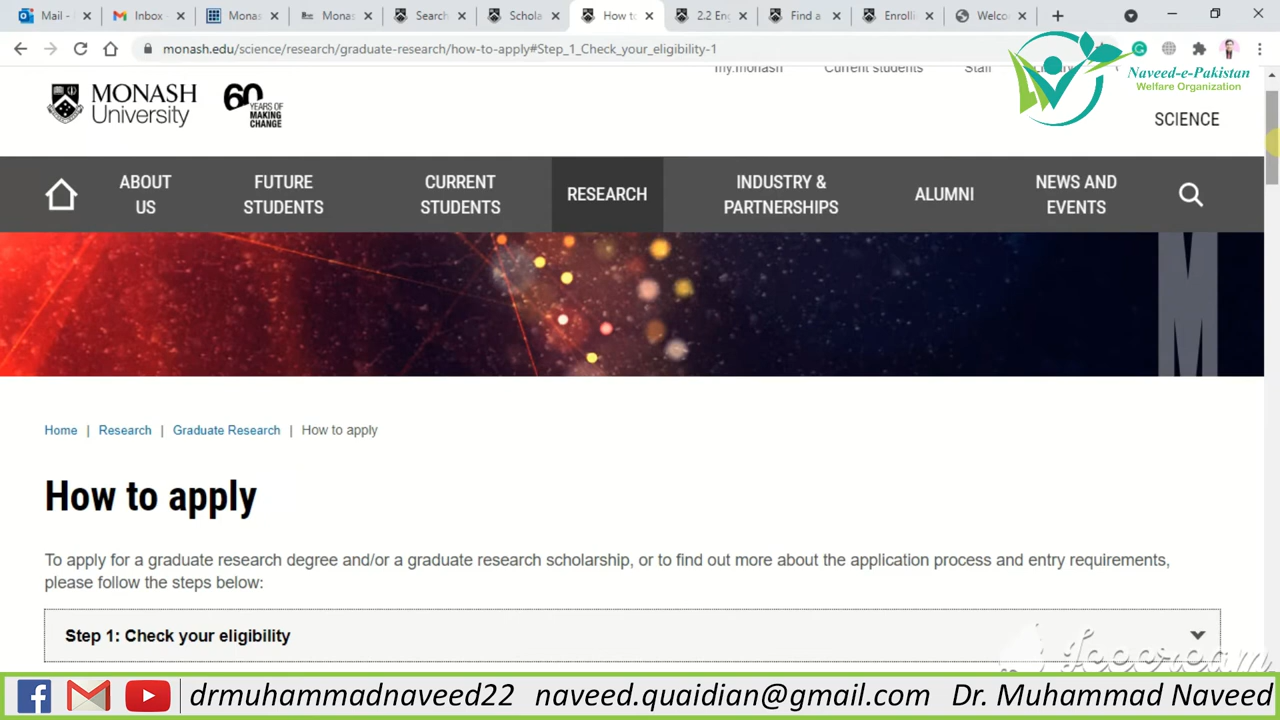 Mail -
Inbox
Monas
Monas
Search
Schola
How to
2.2 Eng
Find a
Enrolli
Welco
monash.edu/science/research/graduate-research/how-to-apply#Step_1_Check_your_eligibility-1
my.monash
Current students
Staff
Naveed-e-Pakistan
Welfare Organization
MONASH
University
60
YEARS OF
MAKING
CHANGE
SCIENCE
ABOUT
US
FUTURE
STUDENTS
CURRENT
STUDENTS
RESEARCH
INDUSTRY &
PARTNERSHIPS
ALUMNI
NEWS AND
EVENTS
Home | Research | Graduate Research | How to apply
How to apply
To apply for a graduate research degree and/or a graduate research scholarship, or to find out more about the application process and entry requirements,
please follow the steps below:
Step 1: Check your eligibility
drmuhammadnaveed22 naveed.quaidian@gmail.com Dr. Muhammad Naveed